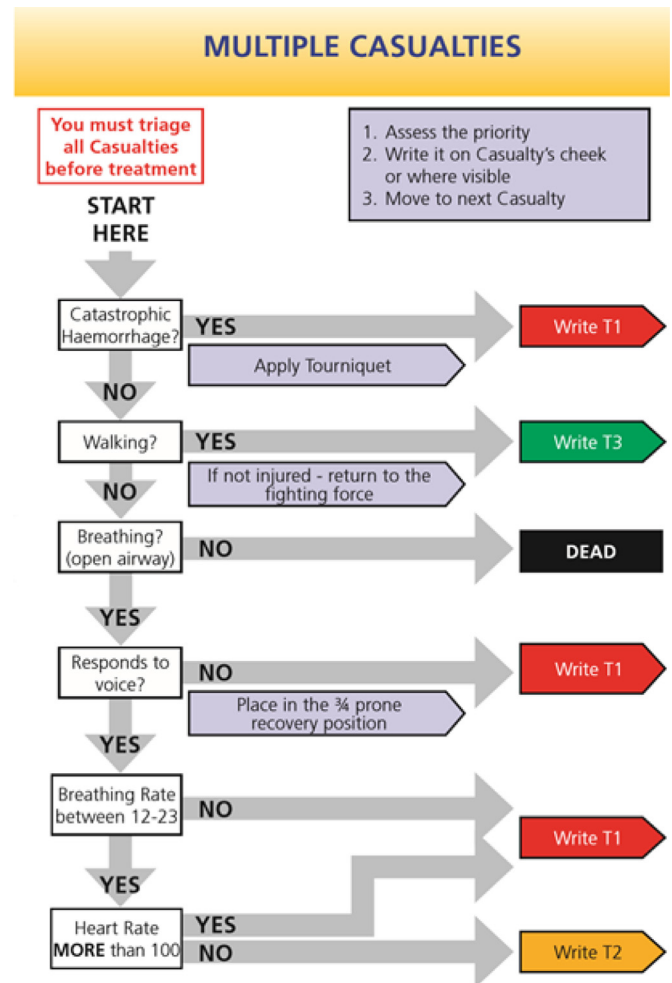 MULTIPLE CASUALTIES
You must triage
all Casualties
before treatment
1. Assess the priority
2. Write it on Casualty's cheek
or where visible
3. Move to next Casualty
START
HERE
Catastrophic
Haemorrhage?
YES
Write T1
Apply Tourniquet
NO
Walking?
YES
Write T3
If not injured - return to the
fighting force
NO
Breathing?
(open airway)
NO
DEAD
YES
Responds to
voice?
NO
Write T1
Place in the ¾ prone
recovery position
YES
Breathing Rate
between 12-23
NO
Write T1
YES
Heart Rate
MORE than 100
YES
NO
Write T2